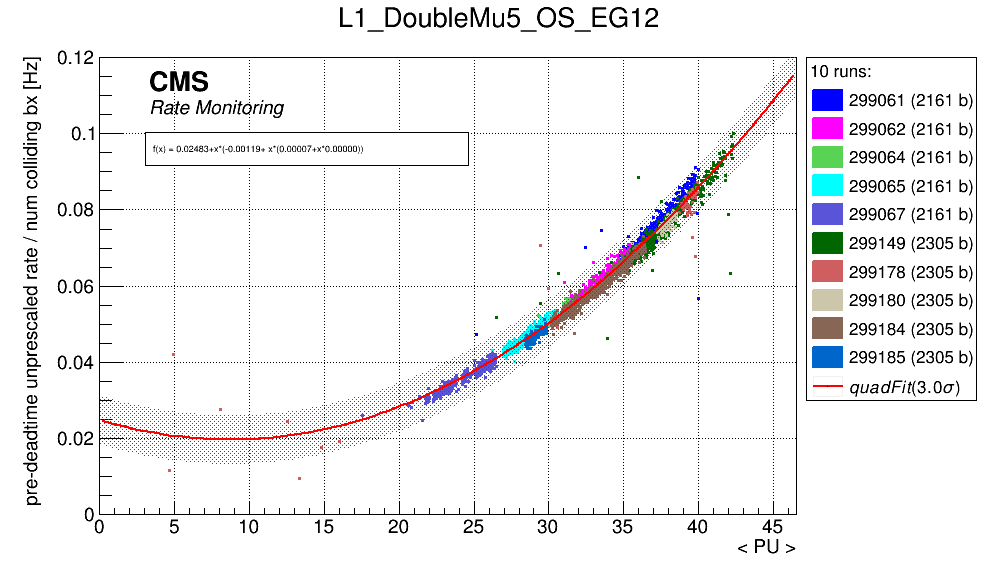 L1_DoubleMu5_OS_EG12
pre-deadtime unprescaled rate / num colliding bx [Hz]
0.12
0.1
0.08
0.06
0.04
0.02
0
CMS
Rate Monitoring
f(x) = 0.02483+x*(-0.00119+ x*(0.00007+x*0.00000))
0 5 10 15 20 25 30 35 40 45
< PU >
10 runs:
299061 (2161 b)
299062 (2161 b)
299064 (2161 b)
299065 (2161 b)
299067 (2161 b)
299149 (2305 b)
299178 (2305 b)
299180 (2305 b)
299184 (2305 b)
299185 (2305 b)
quadFit(3.0σ)